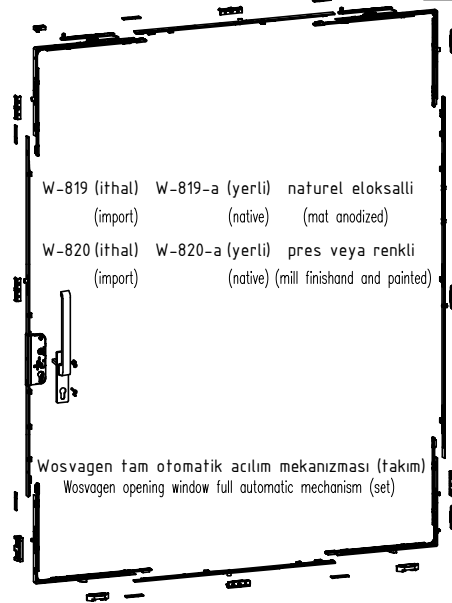 W-819 (ithal) W-819-a (yerli) naturel eloksalli
(import) (native) (mat anodized)
W-820 (ithal) W-820-a (yerli) pres veya renkli
(import) (native) (mill finishand and painted)
Wosvagen tam otomatik acılım mekanızması (takım)
Wosvagen opening window full automatic mechanism (set)